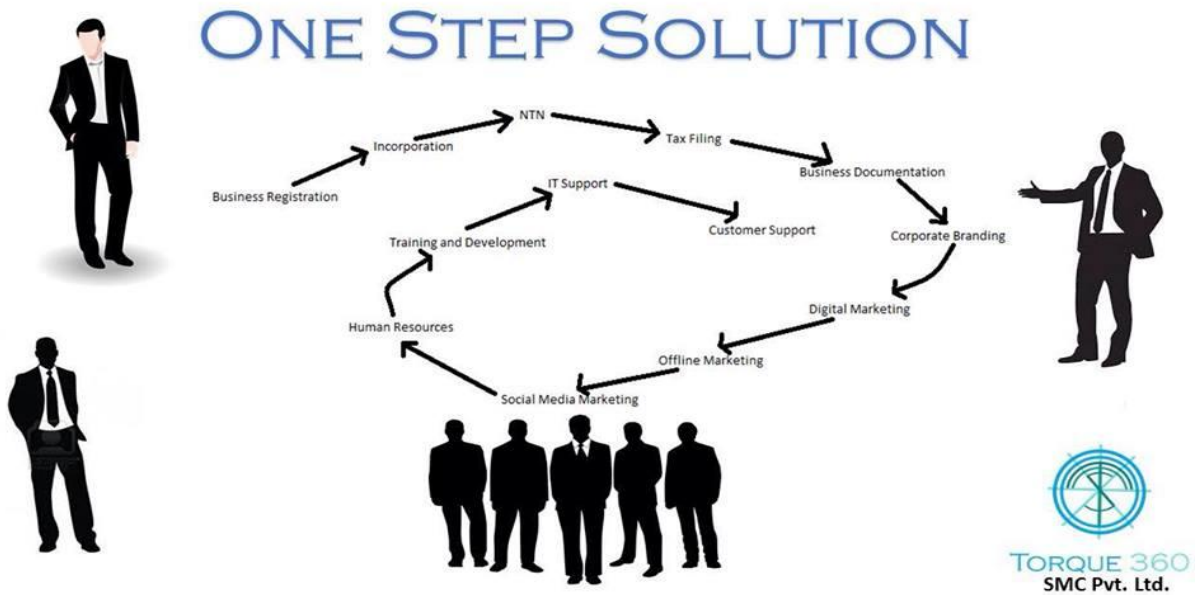 ONE STEP SOLUTION
Business Registration
Incorporation
NTN
Tax Filing
Business Documentation
Corporate Branding
Digital Marketing
Offline Marketing
Social Media Marketing
Human Resources
Training and Development
IT Support
Customer Support
TORQUE 360
SMC Pvt. Ltd.